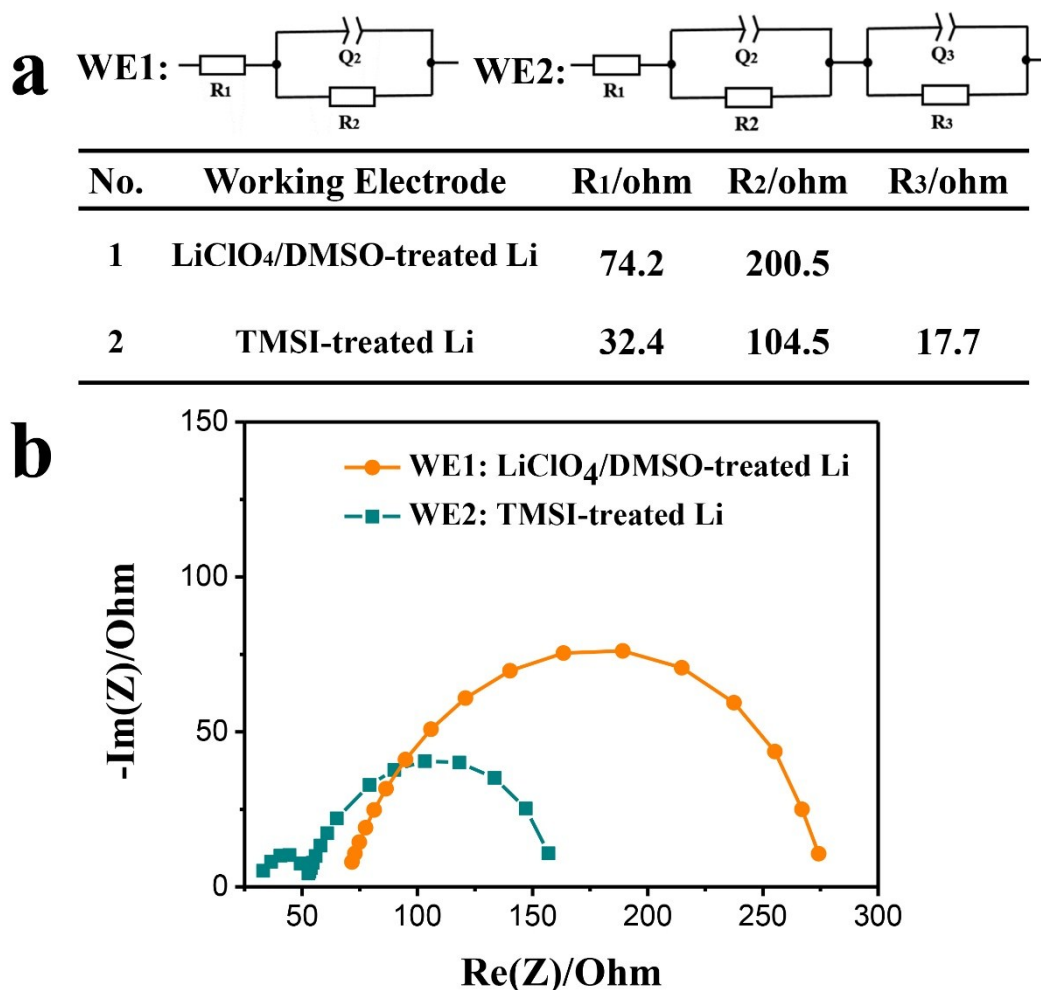 a WE1: R1 Q2 R2 WE2: R1 Q2 R2 Q3 R3
No. Working Electrode R1/ohm R2/ohm R3/ohm
1 LiClO4/DMSO-treated Li 74.2 200.5
2 TMSI-treated Li 32.4 104.5 17.7
b
WE1: LiClO4/DMSO-treated Li
WE2: TMSI-treated Li
-Im(Z)/Ohm
150
100
50
0
50 100 150 200 250 300
Re(Z)/Ohm